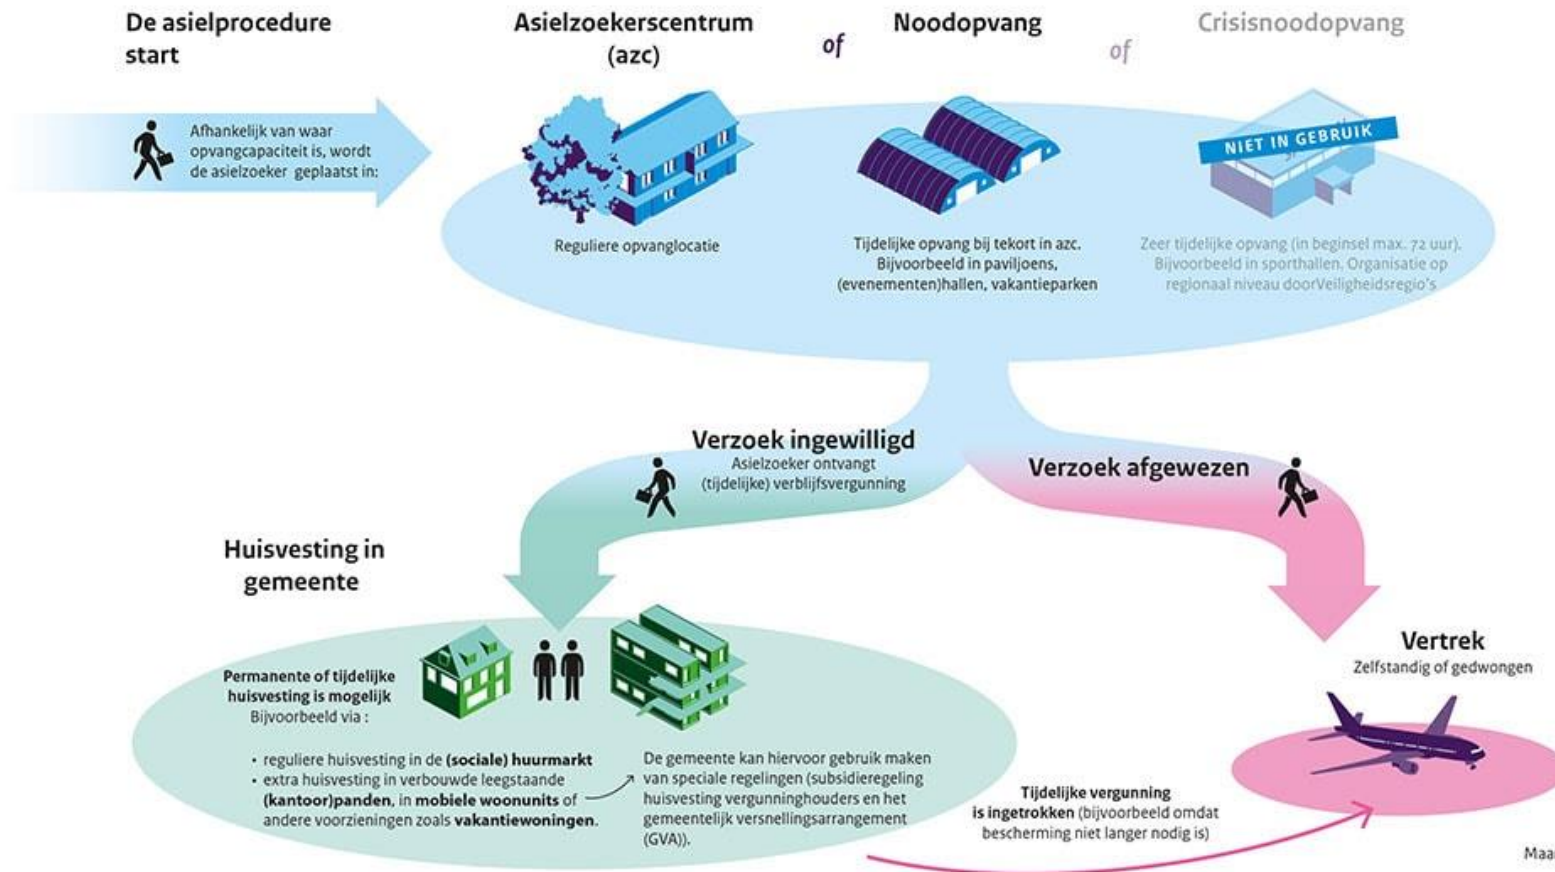 De asielprocedure
start
Afhankelijk van waar
opvangcapaciteit is, wordt
de asielzoeker geplaatst in:
Asielzoekerscentrum
(azc)
of
Noodopvang
of
Crisisnoodopvang
NIET IN GEBRUIK
Reguliere opvanglocatie
Tijdelijke opvang bij tekort in azc.
Bijvoorbeeld in paviljoens,
(evenementen)hallen, vakantieparken
Zeer tijdelijke opvang (in beginsel max. 72 uur).
Bijvoorbeeld in sporthallen. Organisatie op
regionaal niveau doorVeiligheidsregio's
Verzoek ingewilligd
Asielzoeker ontvangt
(tijdelijke) verblijfsvergunning
Verzoek afgewezen
Huisvesting in
gemeente
Permanente of tijdelijke
huisvesting is mogelijk
Bijvoorbeeld via :
• reguliere huisvesting in de (sociale) huurmarkt
• extra huisvesting in verbouwde leegstaande
(kantoor)panden, in mobiele woonunits of
andere voorzieningen zoals vakantiewoningen.
De gemeente kan hiervoor gebruik maken
van speciale regelingen (subsidieregeling
huisvesting vergunninghouders en het
gemeentelijk versnellingsarrangement
(GVA)).
Vertrek
Zelfstandig of gedwongen
Tijdelijke vergunning
is ingetrokken (bijvoorbeeld omdat
bescherming niet langer nodig is)
Maar